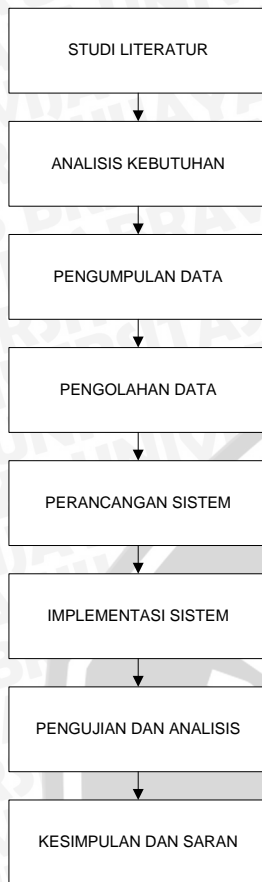 STUDI LITERATUR
ANALISIS KEBUTUHAN
PENGUMPULAN DATA
PENGOLAHAN DATA
PERANCANGAN SISTEM
IMPLEMENTASI SISTEM
PENGUJIAN DAN ANALISIS
KESIMPULAN DAN SARAN